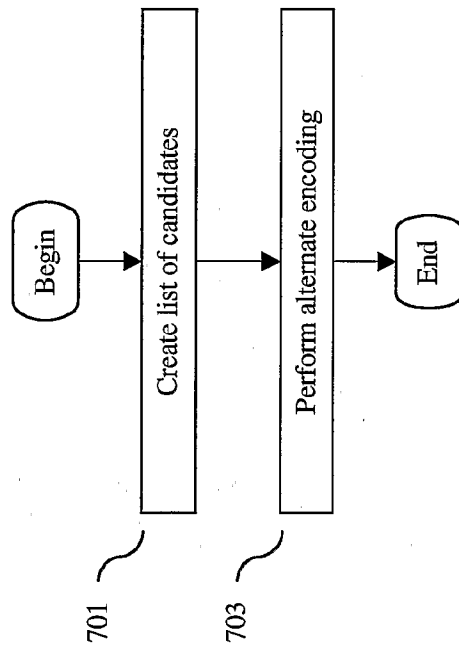 Begin
701
Create list of candidates
703
Perform alternate encoding
End